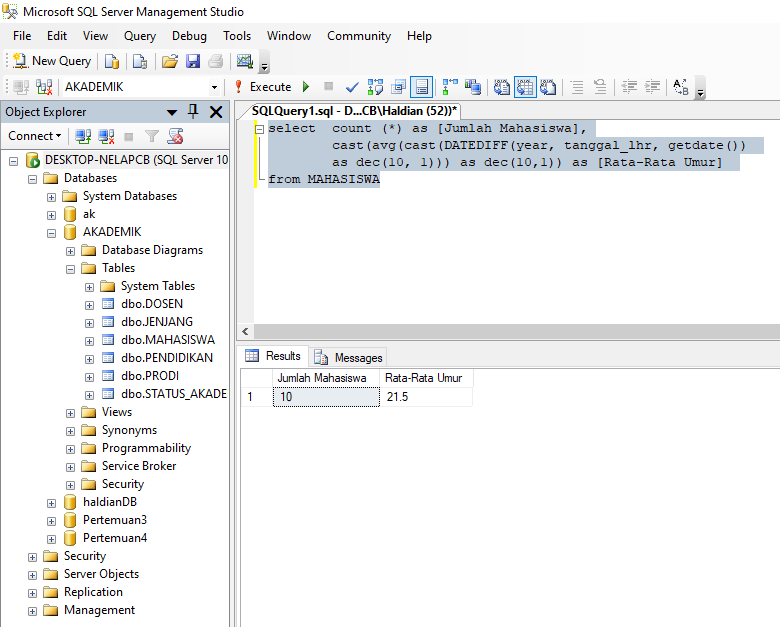 Microsoft SQL Server Management Studio
File Edit View Query Debug Tools Window Community Help
New Query
AKADEMIK Execute
Object Explorer
Connect
DESKTOP-NELAPCB (SQL Server 10
Databases
System Databases
ak
AKADEMIK
Database Diagrams
Tables
System Tables
dbo.DOSEN
dbo.JENJANG
dbo.MAHASISWA
dbo.PENDIDIKAN
dbo.PRODI
dbo.STATUS_AKADE
Views
Synonyms
Programmability
Service Broker
Security
haldianDB
Pertemuan3
Pertemuan4
Security
Server Objects
Replication
Management
SQLQuery1.sql - D...CB\Haldian (52))*
select  count (*) as [Jumlah Mahasiswa],
cast(avg(cast(DATEDIFF(year, tanggal_lhr, getdate())
as dec(10, 1))) as dec(10,1)) as [Rata-Rata Umur]
from MAHASISWA
Results Messages
Jumlah Mahasiswa Rata-Rata Umur
1 10 21.5